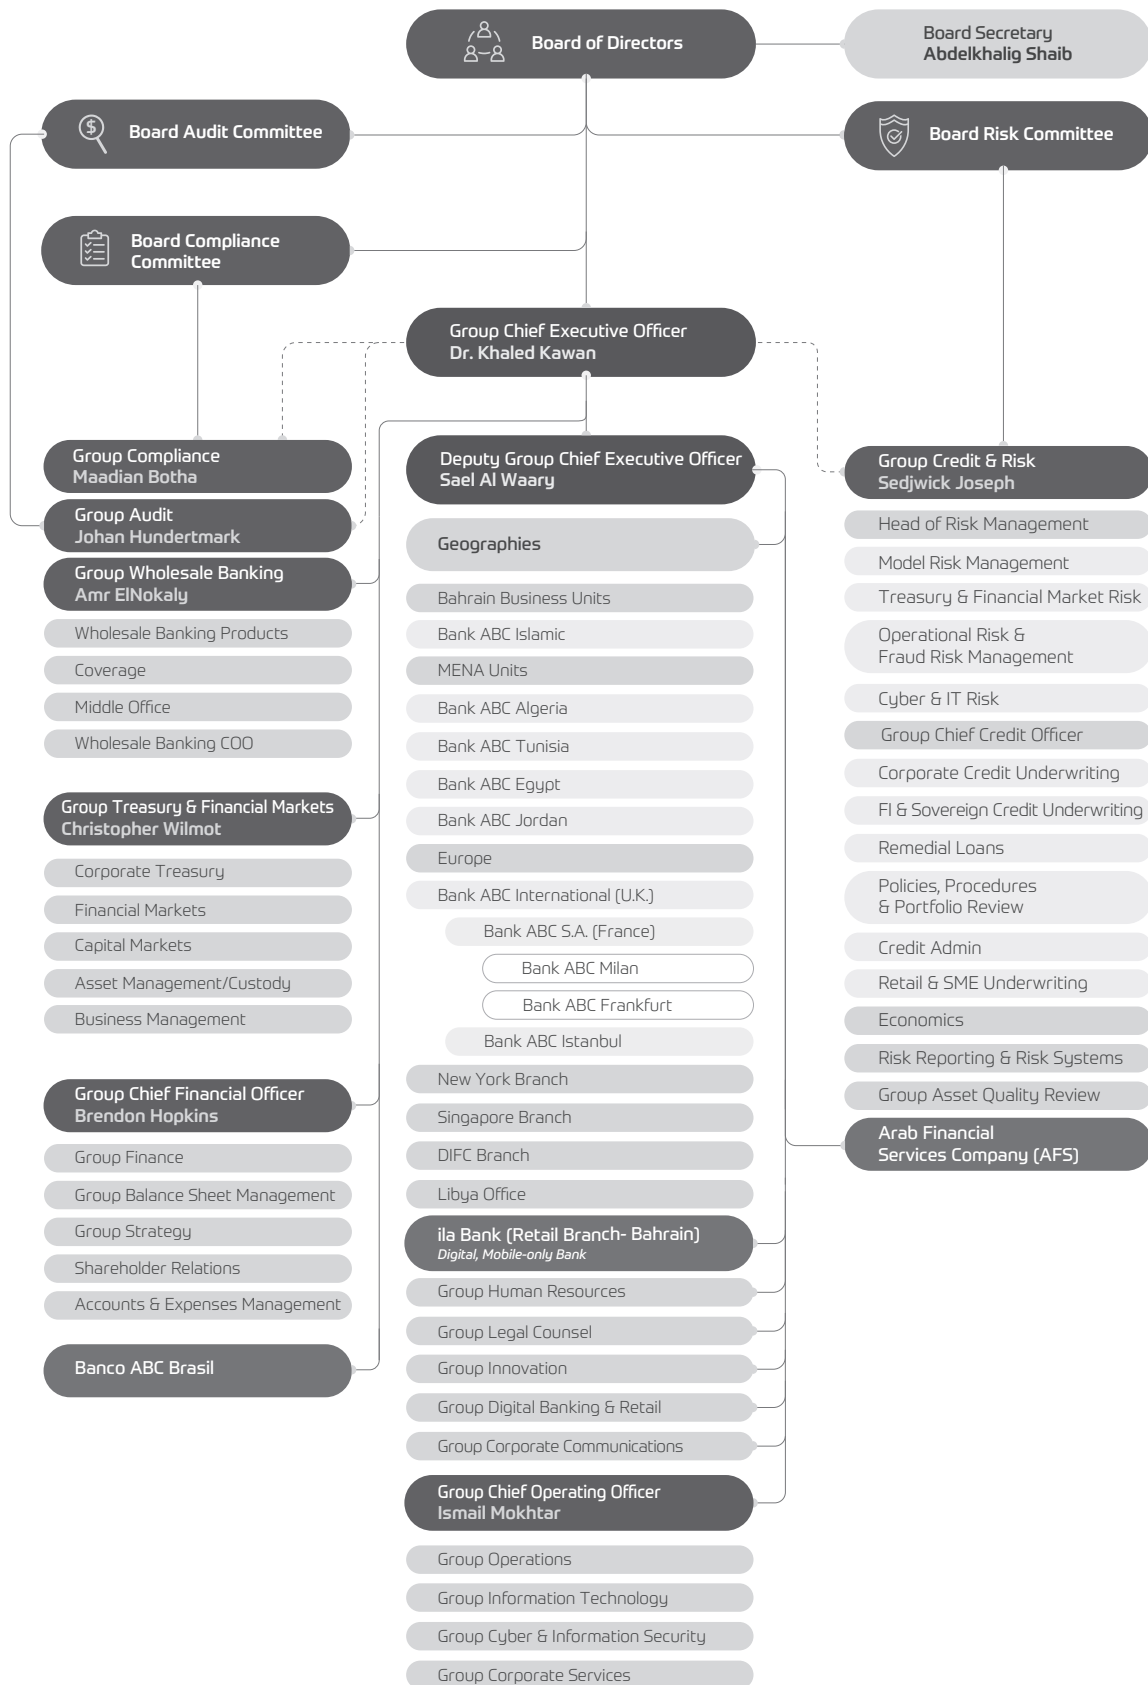 Board of Directors
Board Secretary
Abdelkhalig Shaib
Board Audit Committee
Board Risk Committee
Board Compliance
Committee
Group Chief Executive Officer
Dr. Khaled Kawan
Group Compliance
Maadian Botha
Group Audit
Johan Hundertmark
Group Wholesale Banking
Amr ElNokaly
Wholesale Banking Products
Coverage
Middle Office
Wholesale Banking COO
Group Treasury & Financial Markets
Christopher Wilmot
Corporate Treasury
Financial Markets
Capital Markets
Asset Management/Custody
Business Management
Group Chief Financial Officer
Brendon Hopkins
Group Finance
Group Balance Sheet Management
Group Strategy
Shareholder Relations
Accounts & Expenses Management
Banco ABC Brasil
Deputy Group Chief Executive Officer
Sael Al Waary
Geographies
Bahrain Business Units
Bank ABC Islamic
MENA Units
Bank ABC Algeria
Bank ABC Tunisia
Bank ABC Egypt
Bank ABC Jordan
Europe
Bank ABC International (U.K.)
Bank ABC S.A. (France)
Bank ABC Milan
Bank ABC Frankfurt
Bank ABC Istanbul
New York Branch
Singapore Branch
DIFC Branch
Libya Office
ila Bank (Retail Branch- Bahrain)
Digital, Mobile-only Bank
Group Human Resources
Group Legal Counsel
Group Innovation
Group Digital Banking & Retail
Group Corporate Communications
Group Chief Operating Officer
Ismail Mokhtar
Group Operations
Group Information Technology
Group Cyber & Information Security
Group Corporate Services
Group Credit & Risk
Sedjwick Joseph
Head of Risk Management
Model Risk Management
Treasury & Financial Market Risk
Operational Risk &
Fraud Risk Management
Cyber & IT Risk
Group Chief Credit Officer
Corporate Credit Underwriting
FI & Sovereign Credit Underwriting
Remedial Loans
Policies, Procedures
& Portfolio Review
Credit Admin
Retail & SME Underwriting
Economics
Risk Reporting & Risk Systems
Group Asset Quality Review
Arab Financial
Services Company (AFS)